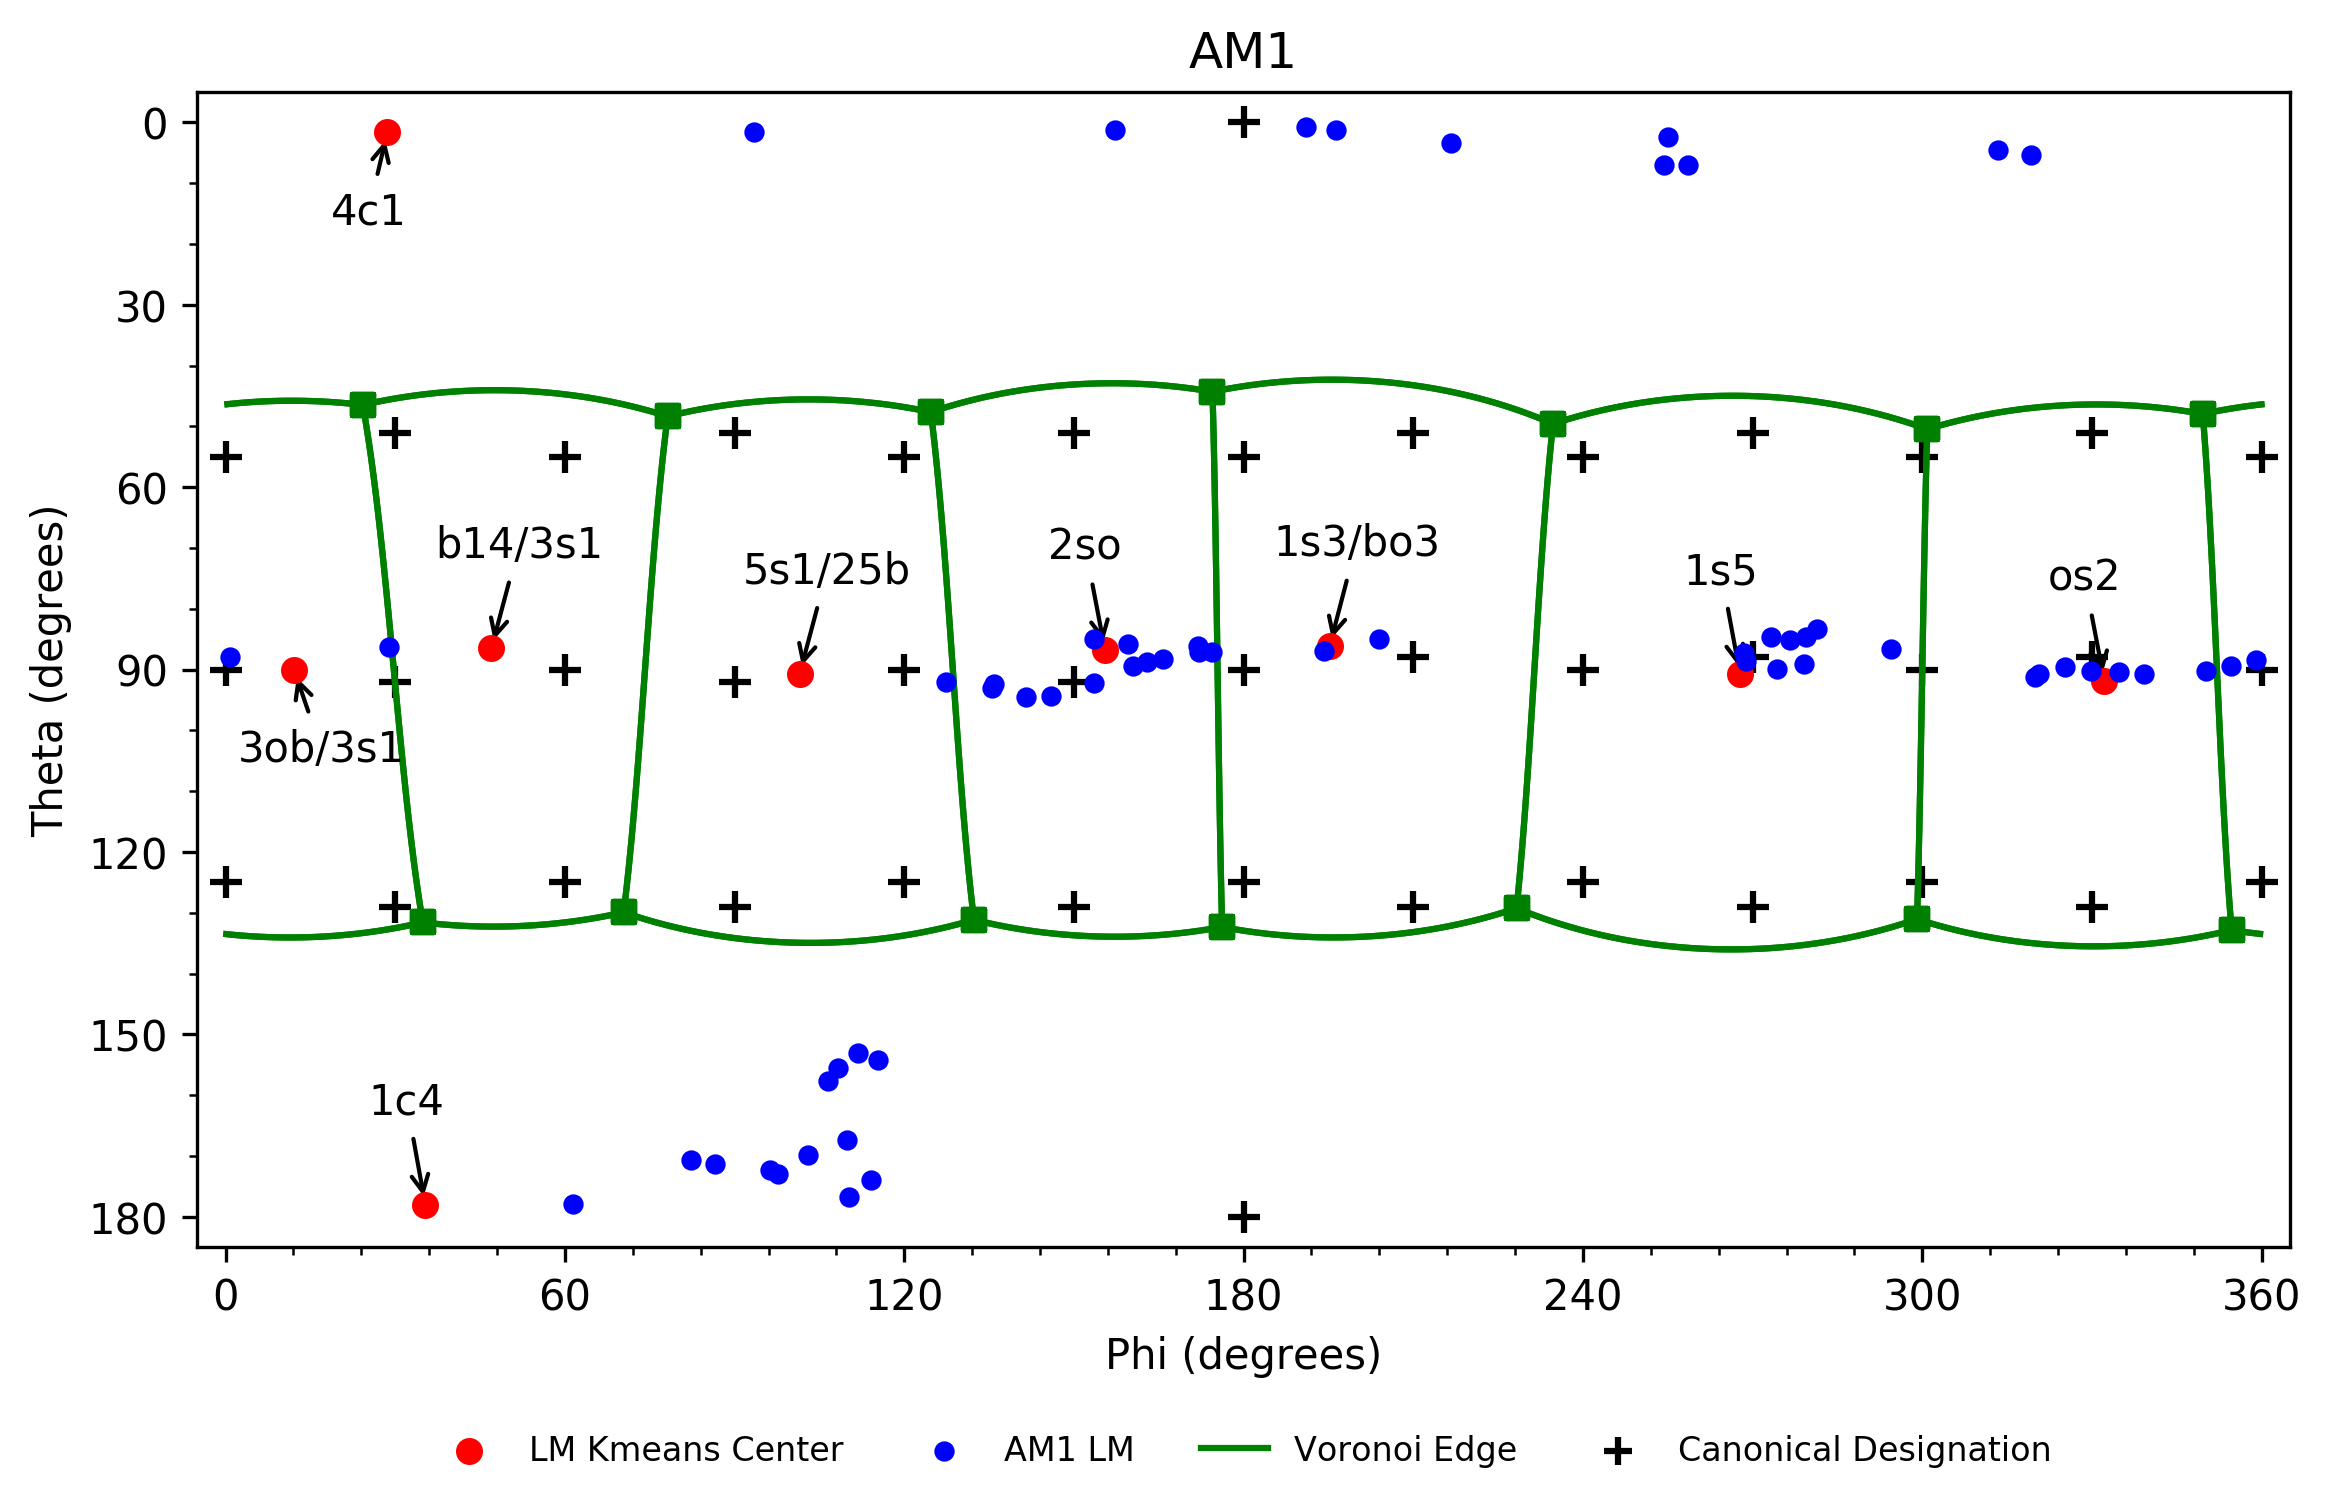 AM1
0
4c1
30
60
b14/3s1
5s1/25b
2so
1s3/bo3
1s5
os2
90
3ob/3s1
Theta (degrees)
120
150
1c4
180
0 60 120 180 240 300 360
Phi (degrees)
LM Kmeans Center AM1 LM Voronoi Edge Canonical Designation